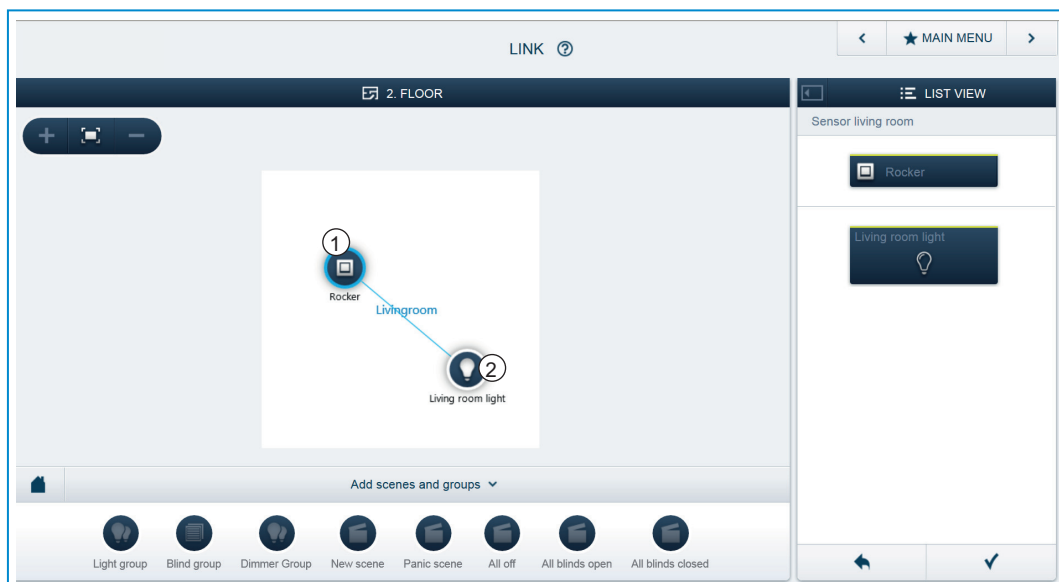 LINK ?
MAIN MENU
2. FLOOR
LIST VIEW
Sensor living room
Rocker
Living room light
1
Rocker
Livingroom
2
Living room light
Add scenes and groups
Light group
Blind group
Dimmer Group
New scene
Panic scene
All off
All blinds open
All blinds closed